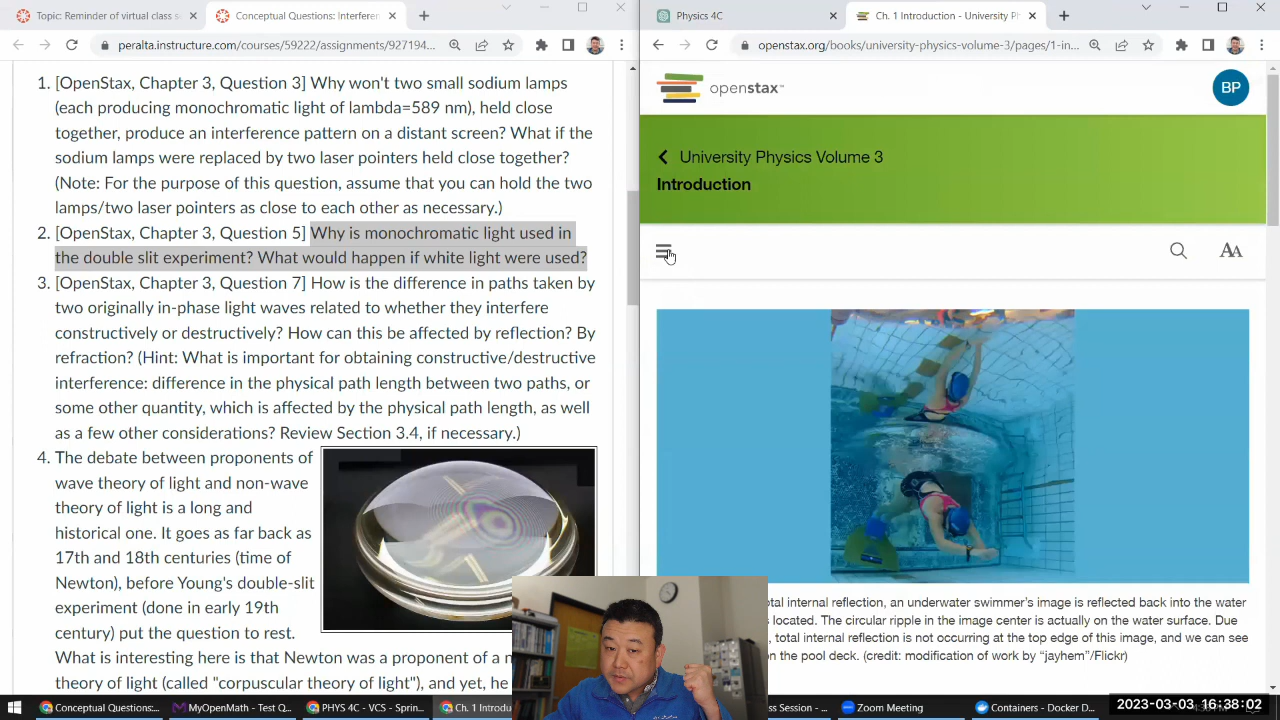 Topic for virtual class session
Conceptual Questions: Interferen
Physics 4C
Ch. 1 Introduction - University Ph
peralta.instructure.com/courses/59222/assignments/927194...
openstax.org/books/university-physics-volume-3/pages/1-in...
1. [OpenStax, Chapter 3, Question 3] Why won't two small sodium lamps
(each producing monochromatic light of lambda=589 nm), held close
together, produce an interference pattern on a distant screen? What if the
sodium lamps were replaced by two laser pointers held close together?
(Note: For the purpose of this question, assume that you can hold the two
lamps/two laser pointers as close to each other as necessary.)
2. [OpenStax, Chapter 3, Question 5] Why is monochromatic light used in
the double slit experiment? What would happen if white light were used?
3. [OpenStax, Chapter 3, Question 7] How is the difference in paths taken by
two originally in-phase light waves related to whether they interfere
constructively or destructively? How can this be affected by reflection? By
refraction? (Hint: What is important for obtaining constructive/destructive
interference: difference in the physical path length between two paths, or
some other quantity, which is affected by the physical path length, as well
as a few other considerations? Review Section 3.4, if necessary.)
4. The debate between proponents of
wave theory of light and non-wave
theory of light is a long and
historical one. It goes as far back as
17th and 18th centuries (time of
Newton), before Young's double-slit
experiment (done in early 19th
century) put the question to rest.
What is interesting here is that Newton was a proponent of a
theory of light (called "corpuscular theory of light"), and yet, he
openstax™
BP
University Physics Volume 3
Introduction
AA
otal internal reflection, an underwater swimmer's image is reflected back into the water
located. The circular ripple in the image center is actually on the water surface. Due
, total internal reflection is not occurring at the top edge of this image, and we can see
on the pool deck. (credit: modification of work by "jayhem"/Flickr)
Conceptual Questions:...
MyOpenMath - Test Q...
PHYS 4C - VCS - Sprin...
Ch. 1 Intro
ss Session - ...
Zoom Meeting
Containers - Docker D...
2023-03-03 16:38:02